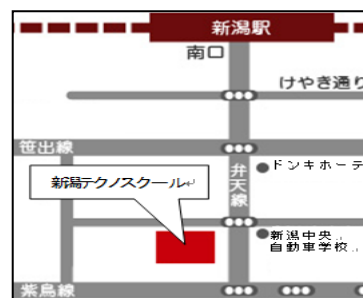 新潟駅
南口
けやき通り
笹出線
ドンキホーテ
弁天線
新潟テクノスクール
新潟中央
自動車学校
紫鳥線